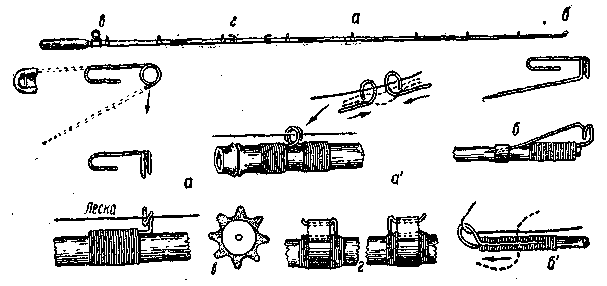 в г а б
б
а а'
Леска
в г б'